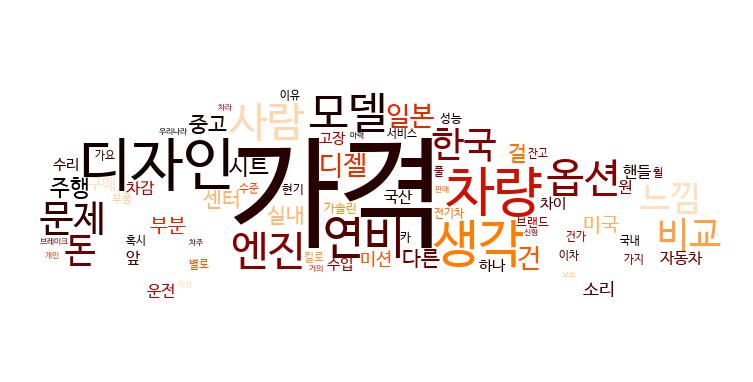 이유
차라
중고
사람
모델
일본
성능
우리나라
고장
마력
서비스
한국
걸
잔고
수리
가요
디자인
시트
디젤
가격
풀
옵션
원
핸들
휠
주행
구매
차감
수준
현기
국산
판매
차량
느낌
부품
센터
문제
부분
실내
가솔린
연비
전기차
브랜드
차이
미국
비교
브레이크
개인
돈
혹시
앞
차주
별로
엔진
킬로
거의
수입
미션
카
다른
생각
하나
건
신형
전가
이차
국내
가지
자동차
운전
이상
소리